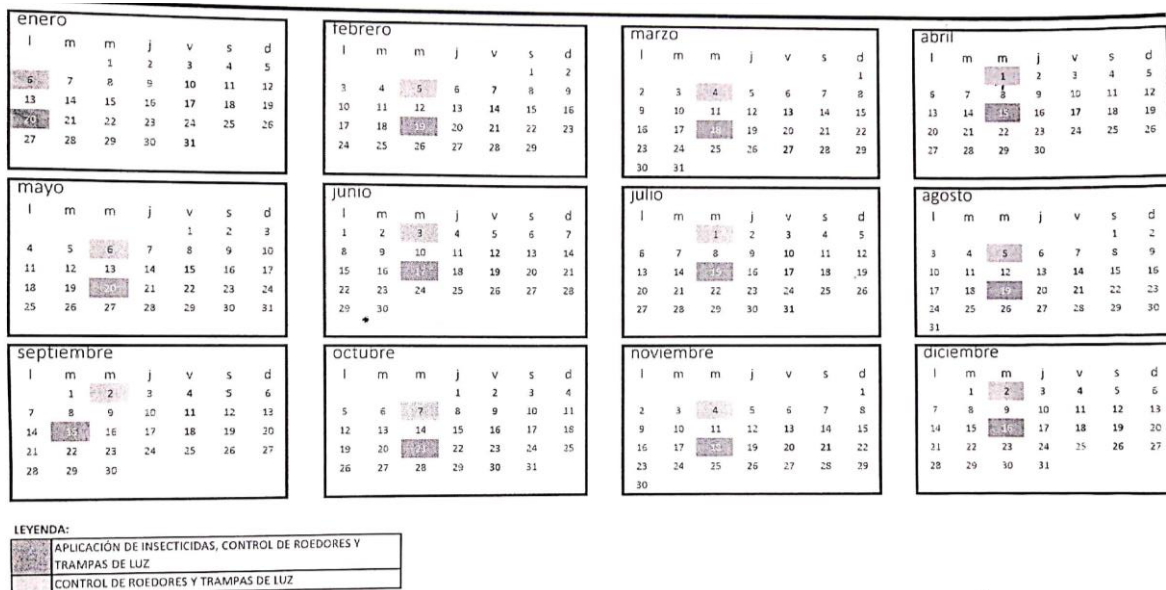 enero
l m m j v s d
1 2 3 4 5
6 7 8 9 10 11 12
13 14 15 16 17 18 19
20 21 22 23 24 25 26
27 28 29 30 31
febrero
l m m j v s d
1 2
3 4 5 6 7 8 9
10 11 12 13 14 15 16
17 18 19 20 21 22 23
24 25 26 27 28 29
marzo
l m m j v s d
1
2 3 4 5 6 7 8
9 10 11 12 13 14 15
16 17 18 19 20 21 22
23 24 25 26 27 28 29
30 31
abril
l m m j v s d
1 2 3 4 5
6 7 8 9 10 11 12
13 14 15 16 17 18 19
20 21 22 23 24 25 26
27 28 29 30
mayo
l m m j v s d
1 2 3
4 5 6 7 8 9 10
11 12 13 14 15 16 17
18 19 20 21 22 23 24
25 26 27 28 29 30 31
junio
l m m j v s d
1 2 3 4 5 6 7
8 9 10 11 12 13 14
15 16 17 18 19 20 21
22 23 24 25 26 27 28
29 30
julio
l m m j v s d
1 2 3 4 5
6 7 8 9 10 11 12
13 14 15 16 17 18 19
20 21 22 23 24 25 26
27 28 29 30 31
agosto
l m m j v s d
1 2
3 4 5 6 7 8 9
10 11 12 13 14 15 16
17 18 19 20 21 22 23
24 25 26 27 28 29 30
31
septiembre
l m m j v s d
1 2 3 4 5 6
7 8 9 10 11 12 13
14 15 16 17 18 19 20
21 22 23 24 25 26 27
28 29 30
octubre
l m m j v s d
1 2 3 4
5 6 7 8 9 10 11
12 13 14 15 16 17 18
19 20 21 22 23 24 25
26 27 28 29 30 31
noviembre
l m m j v s d
1
2 3 4 5 6 7 8
9 10 11 12 13 14 15
16 17 18 19 20 21 22
23 24 25 26 27 28 29
30
diciembre
l m m j v s d
1 2 3 4 5 6
7 8 9 10 11 12 13
14 15 16 17 18 19 20
21 22 23 24 25 26 27
28 29 30 31
LEYENDA:
APLICACIÓN DE INSECTICIDAS, CONTROL DE ROEDORES Y
TRAMPAS DE LUZ
CONTROL DE ROEDORES Y TRAMPAS DE LUZ